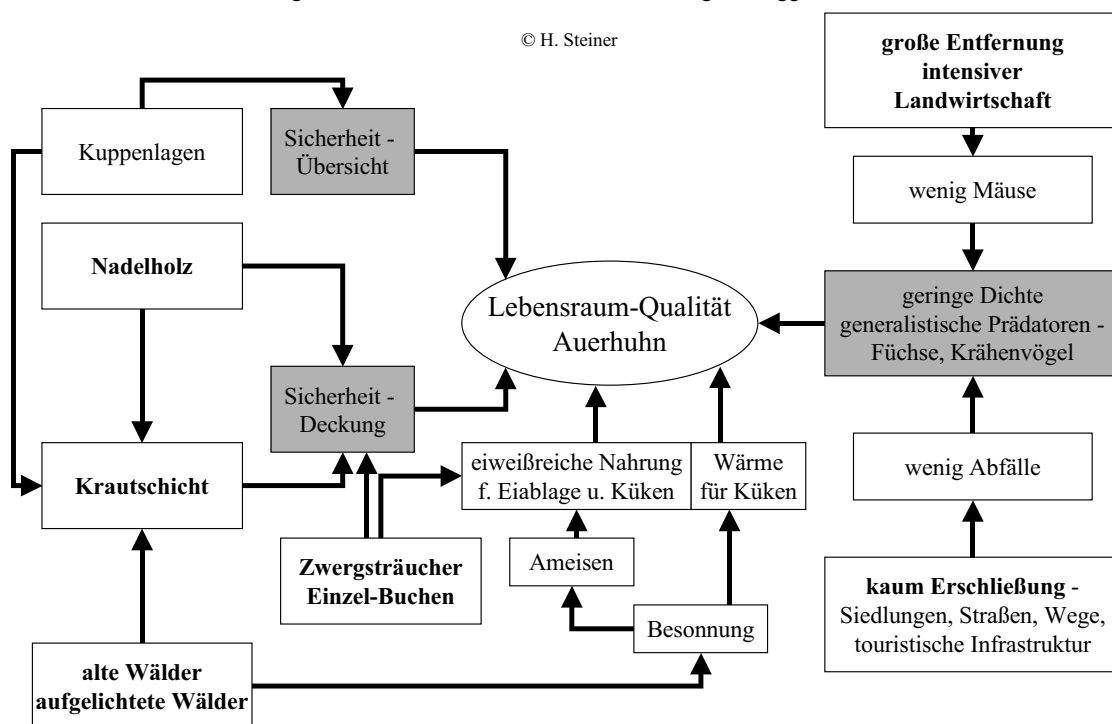 © H. Steiner
große Entfernung
intensiver
Landwirtschaft
Kuppenlagen
Sicherheit -
Übersicht
wenig Mäuse
Nadelholz
Lebensraum-Qualität
Auerhuhn
geringe Dichte
generalistische Prädatoren -
Füchse, Krähenvögel
Sicherheit -
Deckung
Krautschicht
eiweißreiche Nahrung
f. Eiablage u. Küken
Wärme
für Küken
wenig Abfälle
Zwergsträucher
Einzel-Buchen
Ameisen
Besonnung
kaum Erschließung -
Siedlungen, Straßen, Wege,
touristische Infrastruktur
alte Wälder
aufgelichtete Wälder